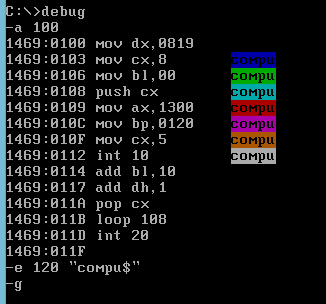 C:\>debug
-a 100
1469:0100 mov dx,0819
1469:0103 mov cx,8 compu
1469:0106 mov bl,00 compu
1469:0108 push cx compu
1469:0109 mov ax,1300 compu
1469:010C mov bp,0120 compu
1469:010F mov cx,5 compu
1469:0112 int 10 compu
1469:0114 add bl,10
1469:0117 add dh,1
1469:011A pop cx
1469:011B loop 108
1469:011D int 20
1469:011F
-e 120 "compu$"
-g